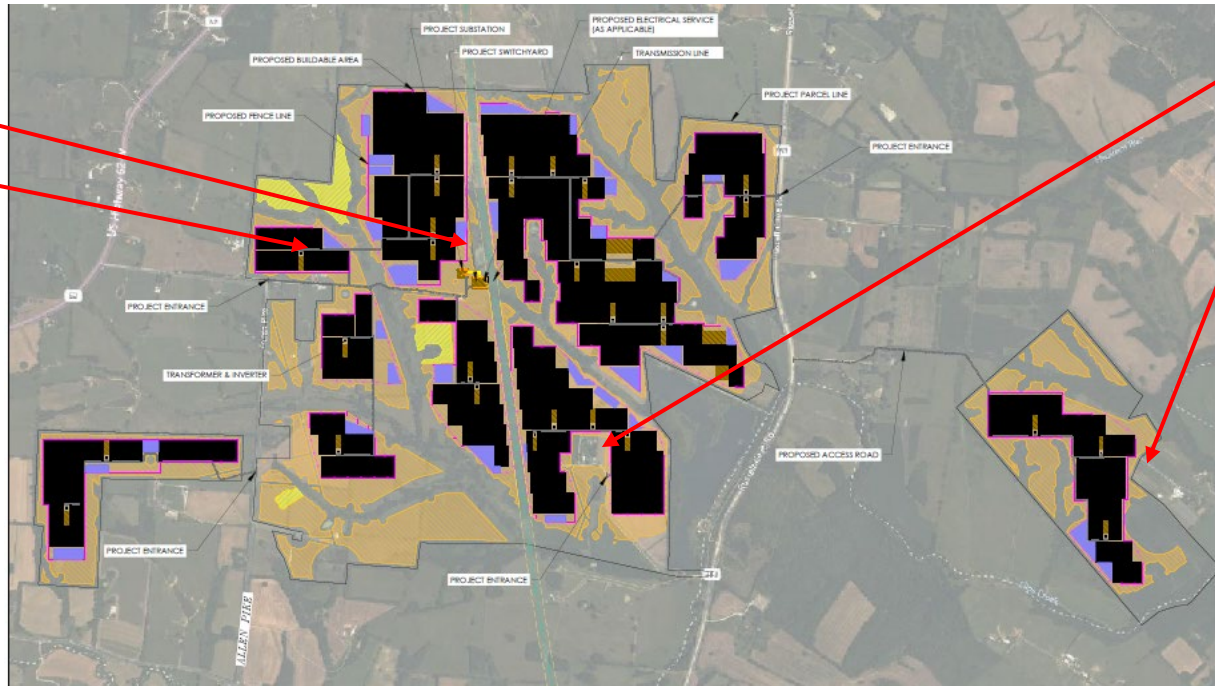 PROJECT SUBSTATION
PROPOSED ELECTRICAL SERVICE
(AS APPLICABLE)
PROJECT SWITCHYARD
TRANSMISSION LINE
PROPOSED BUILDABLE AREA
PROJECT PARCEL LINE
PROPOSED FENCE LINE
PROJECT ENTRANCE
PROJECT ENTRANCE
TRANSFORMER & INVERTER
PROPOSED ACCESS ROAD
PROJECT ENTRANCE
PROJECT ENTRANCE
ALLEN PIKE